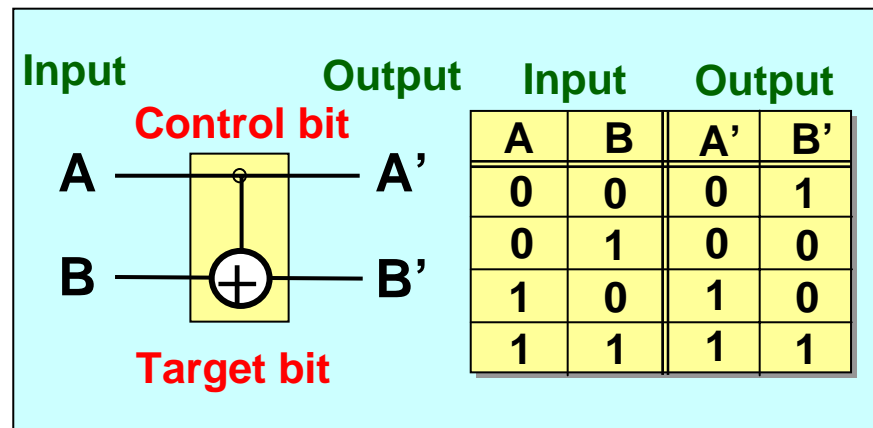 Input Output Input Output
Control bit
A A’
B B’
Target bit
A B A’ B’
0 0 0 1
0 1 0 0
1 0 1 0
1 1 1 1